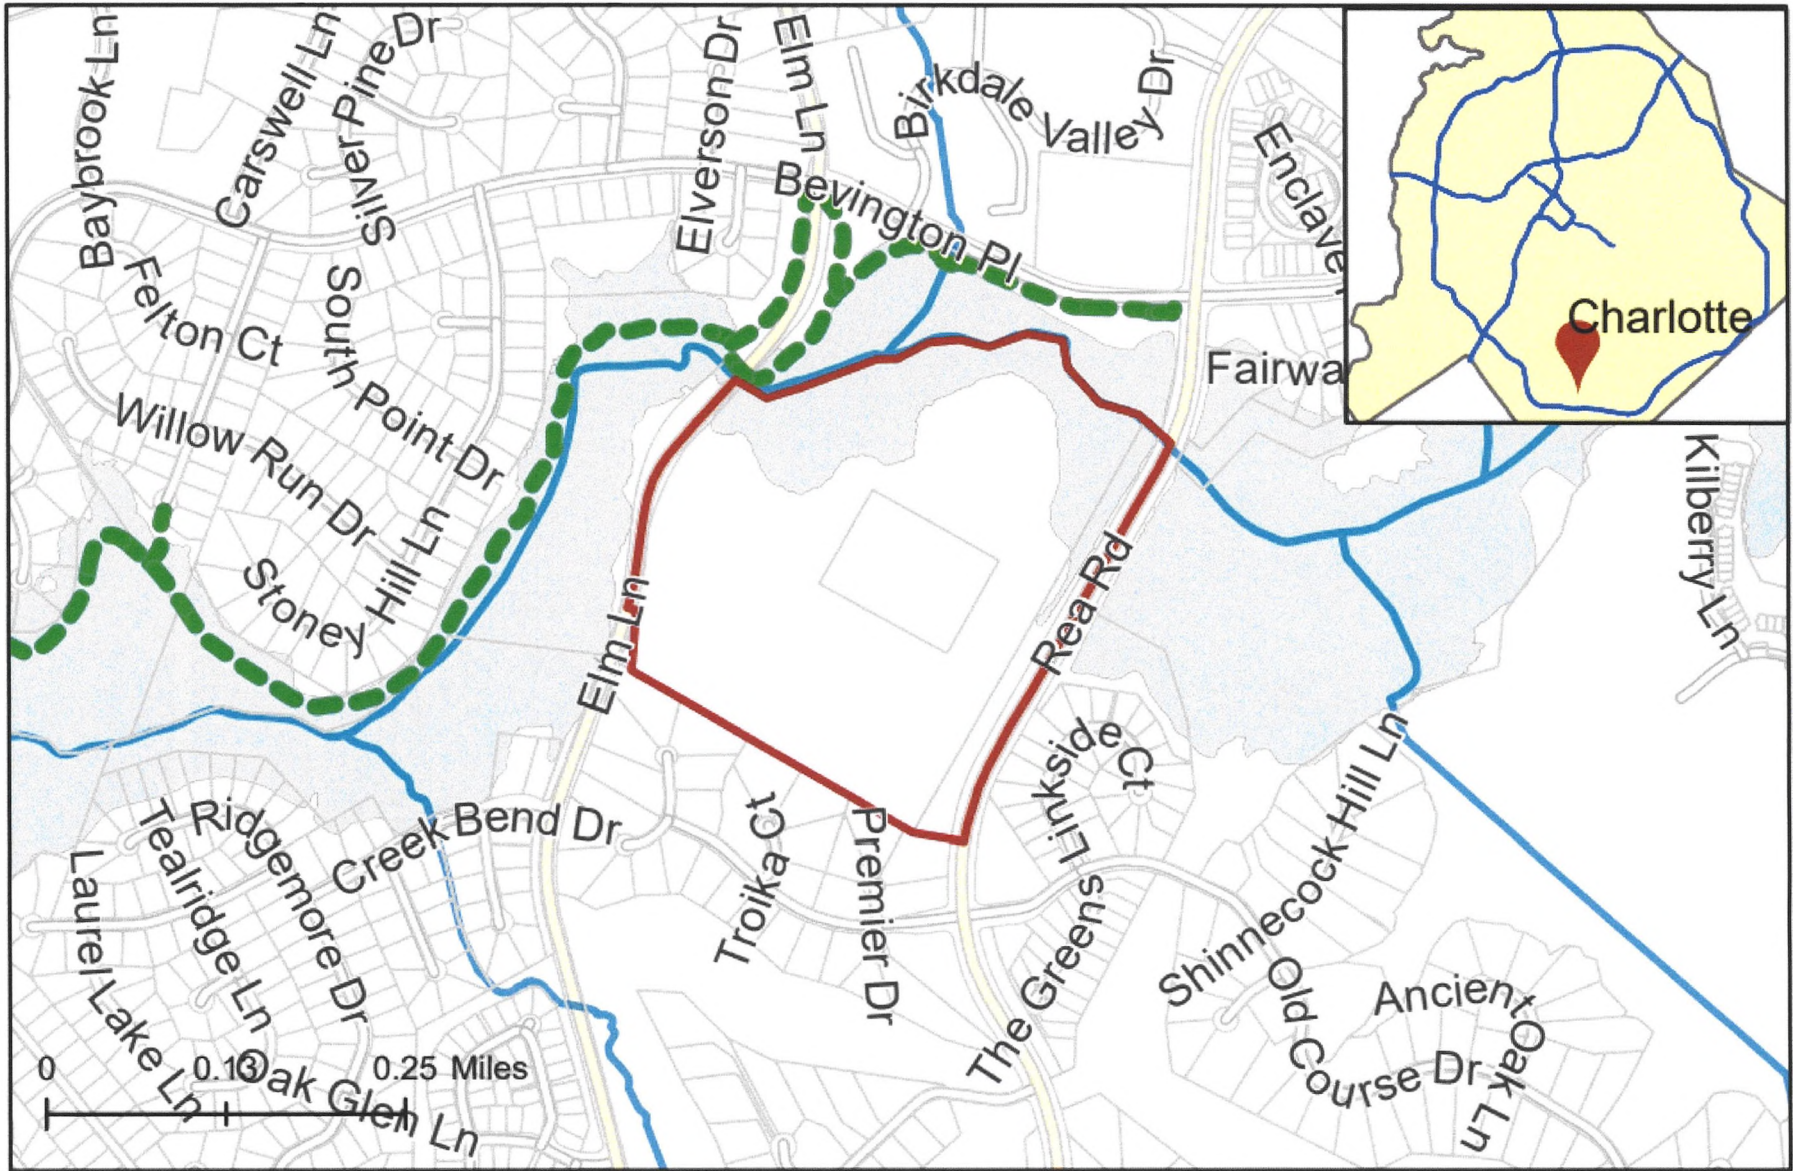 Baybrook Ln
Carswell Ln
Silver Pine Dr
Elverson Dr
Elm Ln
Birkdale Valley Dr
Enclave
Charlotte
Bevington Pl
Felton Ct
South Point Dr
Fairwa
Willow Run Dr
Stoney Hill Ln
Kilberry Ln
Elm Ln
Rea Rd
Linkside Ct
Shinnecock Hill Ln
Creek Bend Dr
Ridgemore Dr
Tealridge Ln
Laurel Lake Ln
Troika Ct
Premier Dr
The Greens
Old Course Dr
Ancient Oak Ln
Oak Glen Ln
0 0.13 0.25 Miles